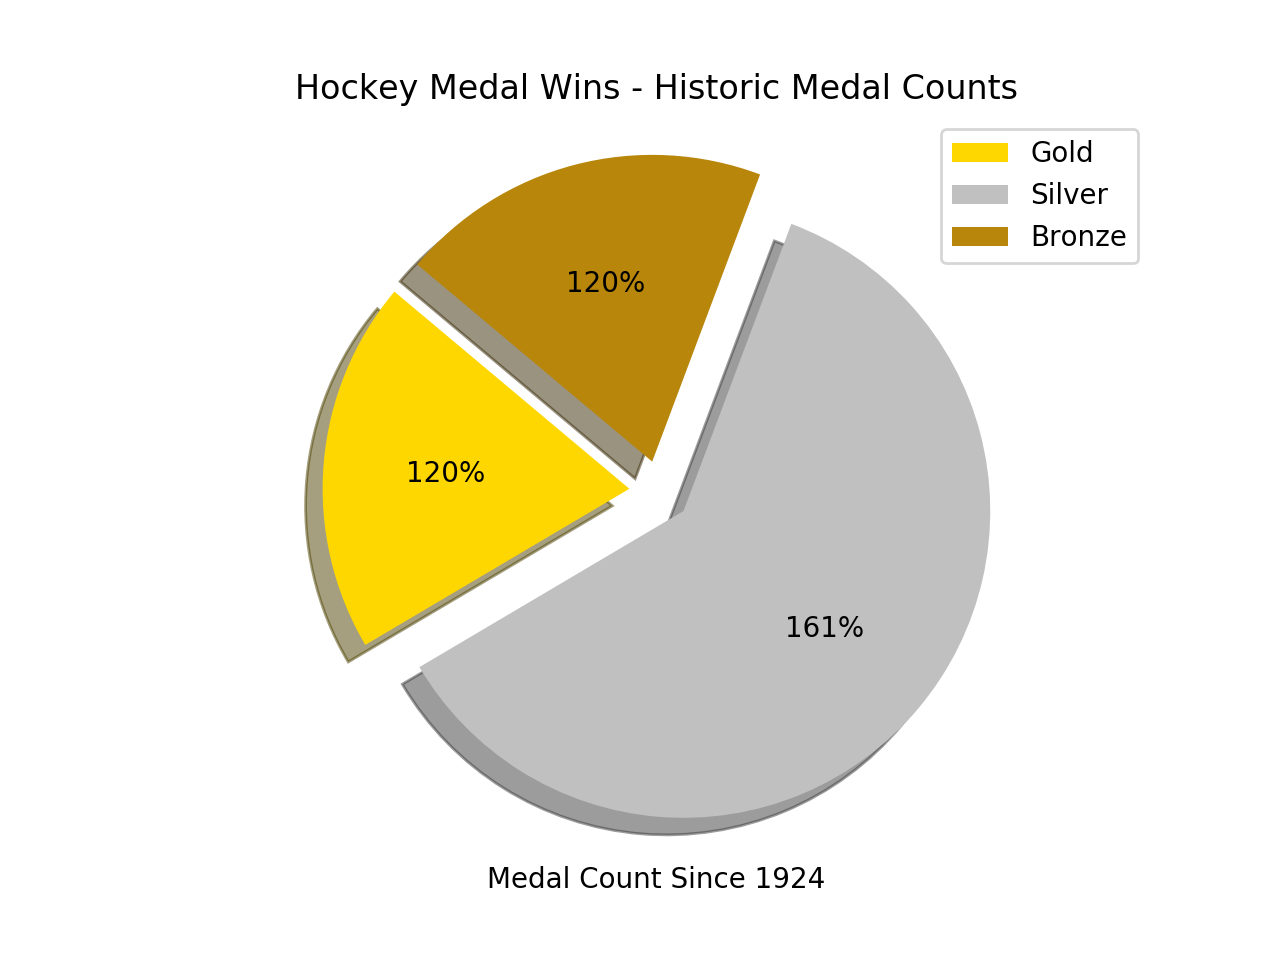 Hockey Medal Wins - Historic Medal Counts
Gold
Silver
Bronze
120%
120%
161%
Medal Count Since 1924